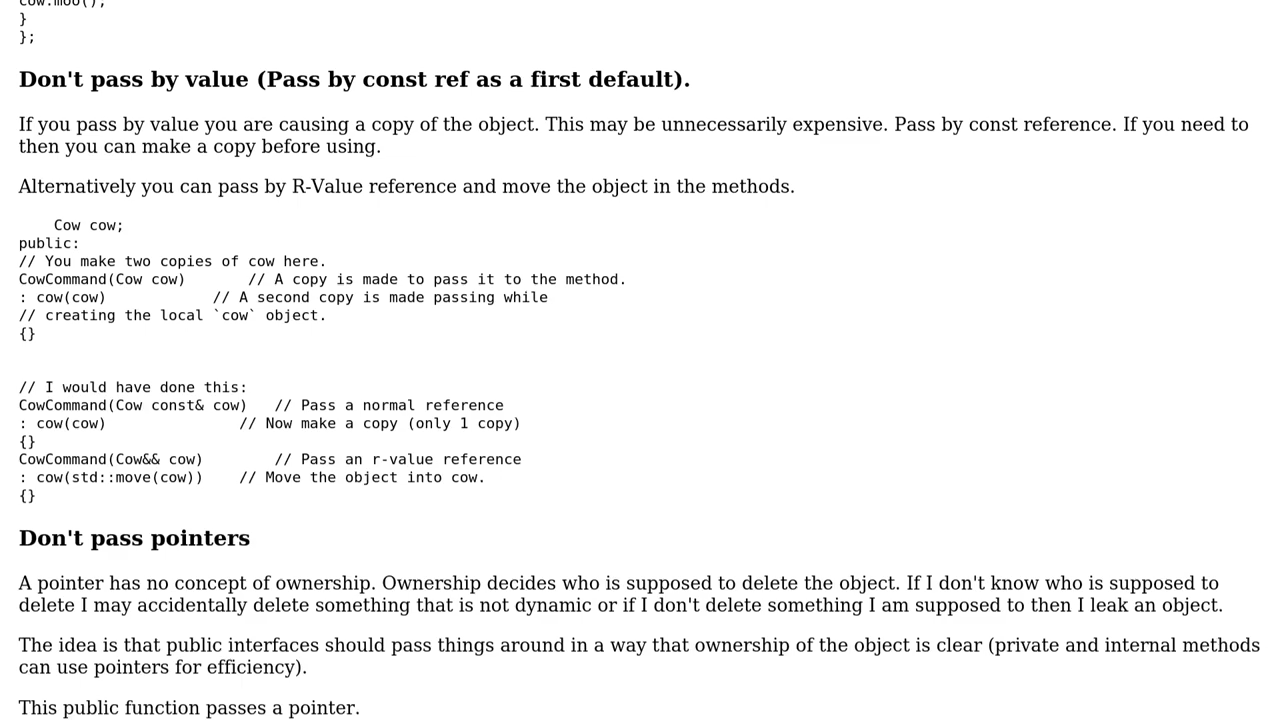 cow.moo();
}
};
Don't pass by value (Pass by const ref as a first default).
If you pass by value you are causing a copy of the object. This may be unnecessarily expensive. Pass by const reference. If you need to
then you can make a copy before using.
Alternatively you can pass by R-Value reference and move the object in the methods.
    Cow cow;
public:
// You make two copies of cow here.
CowCommand(Cow cow)       // A copy is made to pass it to the method.
: cow(cow)            // A second copy is made passing while
// creating the local `cow` object.
{}
// I would have done this:
CowCommand(Cow const& cow)   // Pass a normal reference
: cow(cow)               // Now make a copy (only 1 copy)
{}
CowCommand(Cow&& cow)        // Pass an r-value reference
: cow(std::move(cow))    // Move the object into cow.
{}
Don't pass pointers
A pointer has no concept of ownership. Ownership decides who is supposed to delete the object. If I don't know who is supposed to
delete I may accidentally delete something that is not dynamic or if I don't delete something I am supposed to then I leak an object.
The idea is that public interfaces should pass things around in a way that ownership of the object is clear (private and internal methods
can use pointers for efficiency).
This public function passes a pointer.